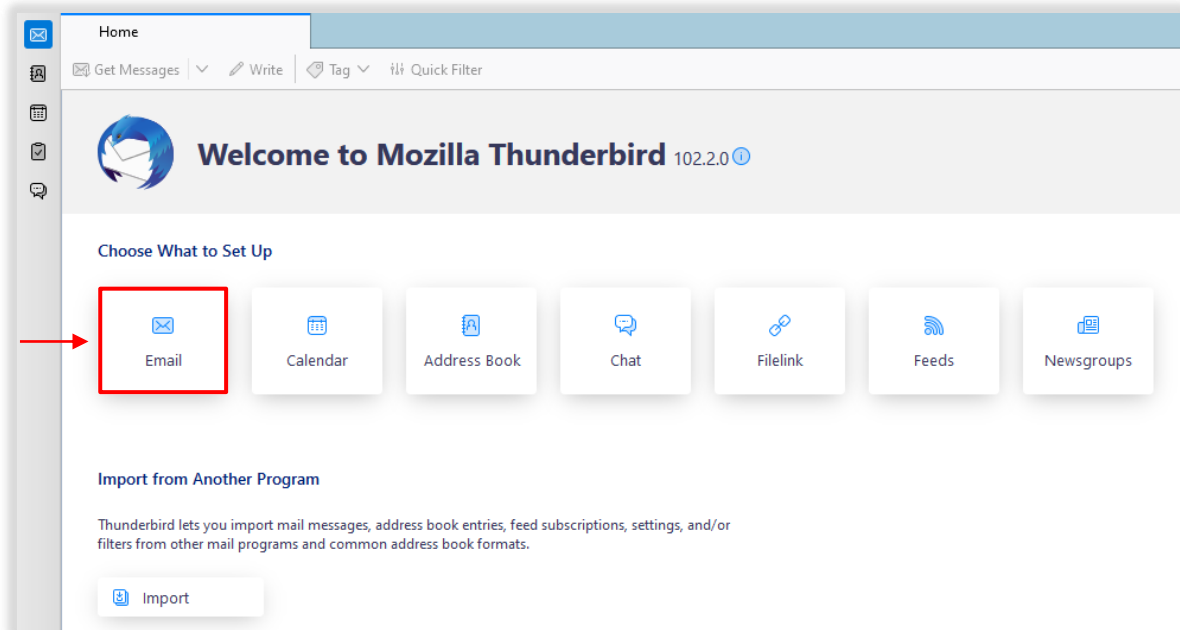 Home
Get Messages Write Tag Quick Filter
Welcome to Mozilla Thunderbird 102.2.0
Choose What to Set Up
Email Calendar Address Book Chat Filelink Feeds Newsgroups
Import from Another Program
Thunderbird lets you import mail messages, address book entries, feed subscriptions, settings, and/or
filters from other mail programs and common address book formats.
Import